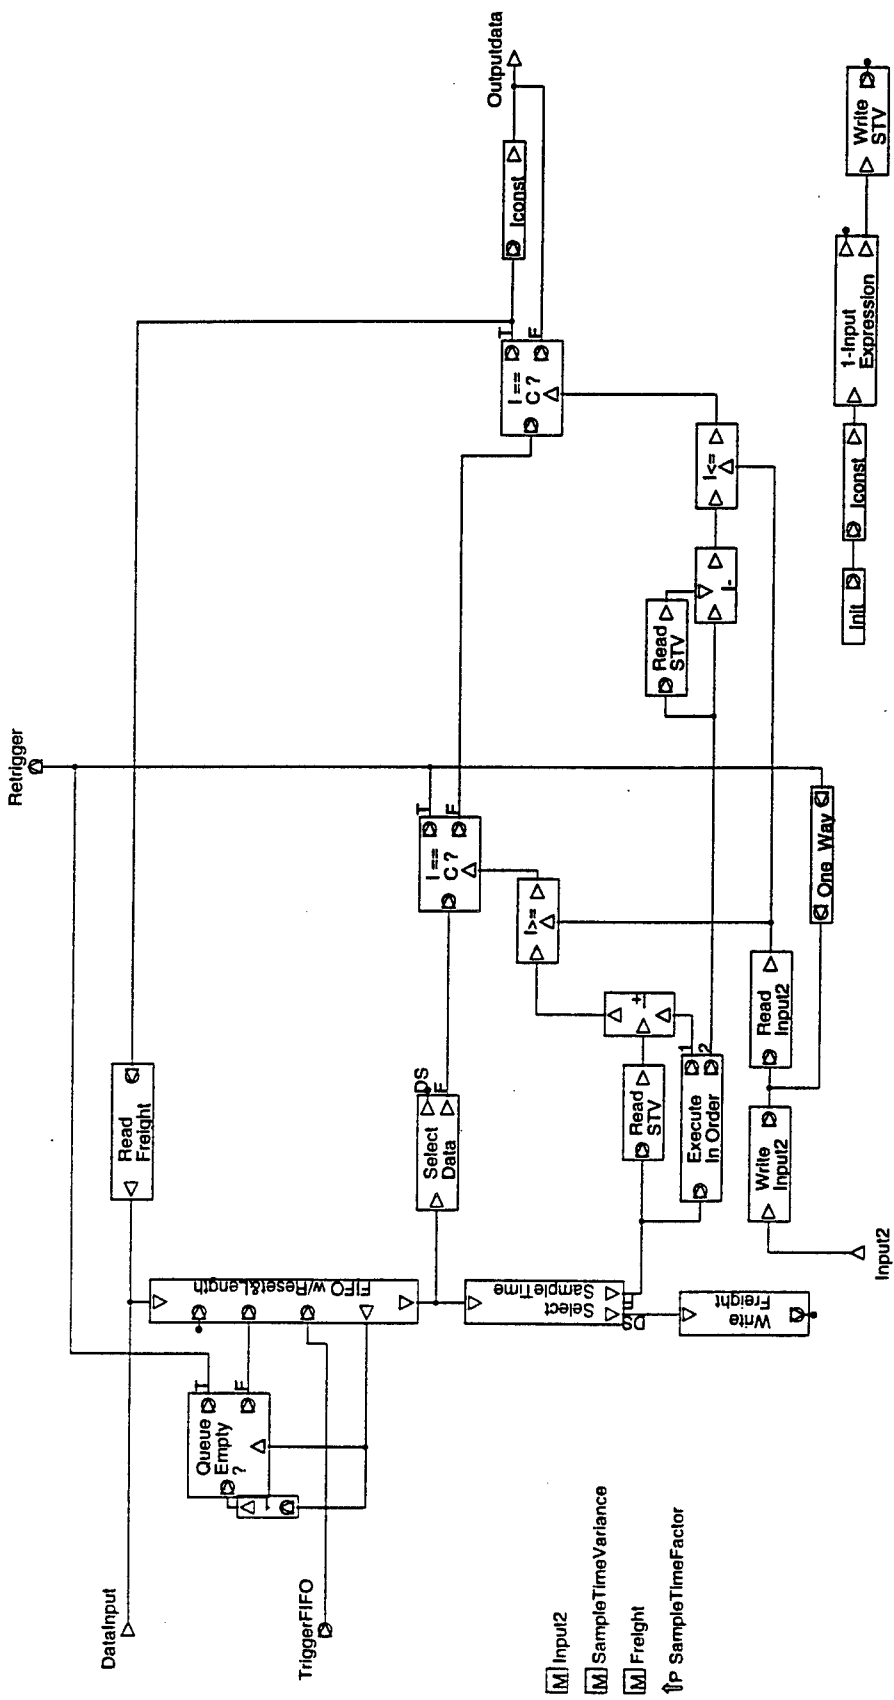 Retrigger
Outputdata
DataInput
TriggerFIFO
Input2
Queue
Empty
?
T
F
FIFO w/Reset&Length
Read
Freight
Select
Data
DS
F
Select
SampleTime
DS
F
Write
Freight
Read
STV
I+
Execute
In Order
1
2
Write
Input2
Read
Input2
One Way
I>=
I ==
C ?
T
F
Read
STV
I-
I<=
I ==
C ?
T
F
Iconst
Init
Iconst
1-Input
Expression
Write
STV
M Input2
M SampleTimeVariance
M Freight
⇑P SampleTimeFactor